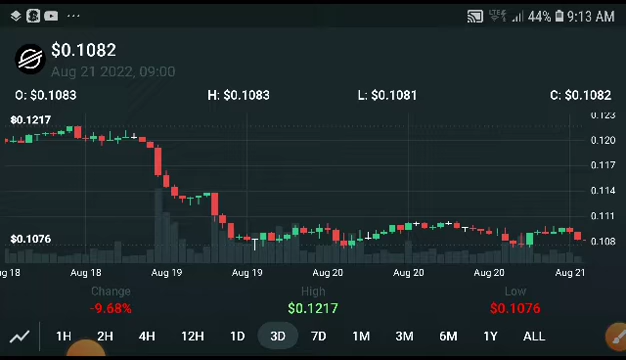 LTE 44% 9:13 AM
$0.1082
Aug 21 2022, 09:00
O: $0.1083 H: $0.1083 L: $0.1081 C: $0.1082
$0.1217
0.123
0.120
0.117
0.114
0.111
$0.1076
0.108
g 18 Aug 18 Aug 19 Aug 19 Aug 20 Aug 20 Aug 20 Aug 21
Change High Low
-9.68% $0.1217 $0.1076
1H 2H 4H 12H 1D 3D 7D 1M 3M 6M 1Y ALL